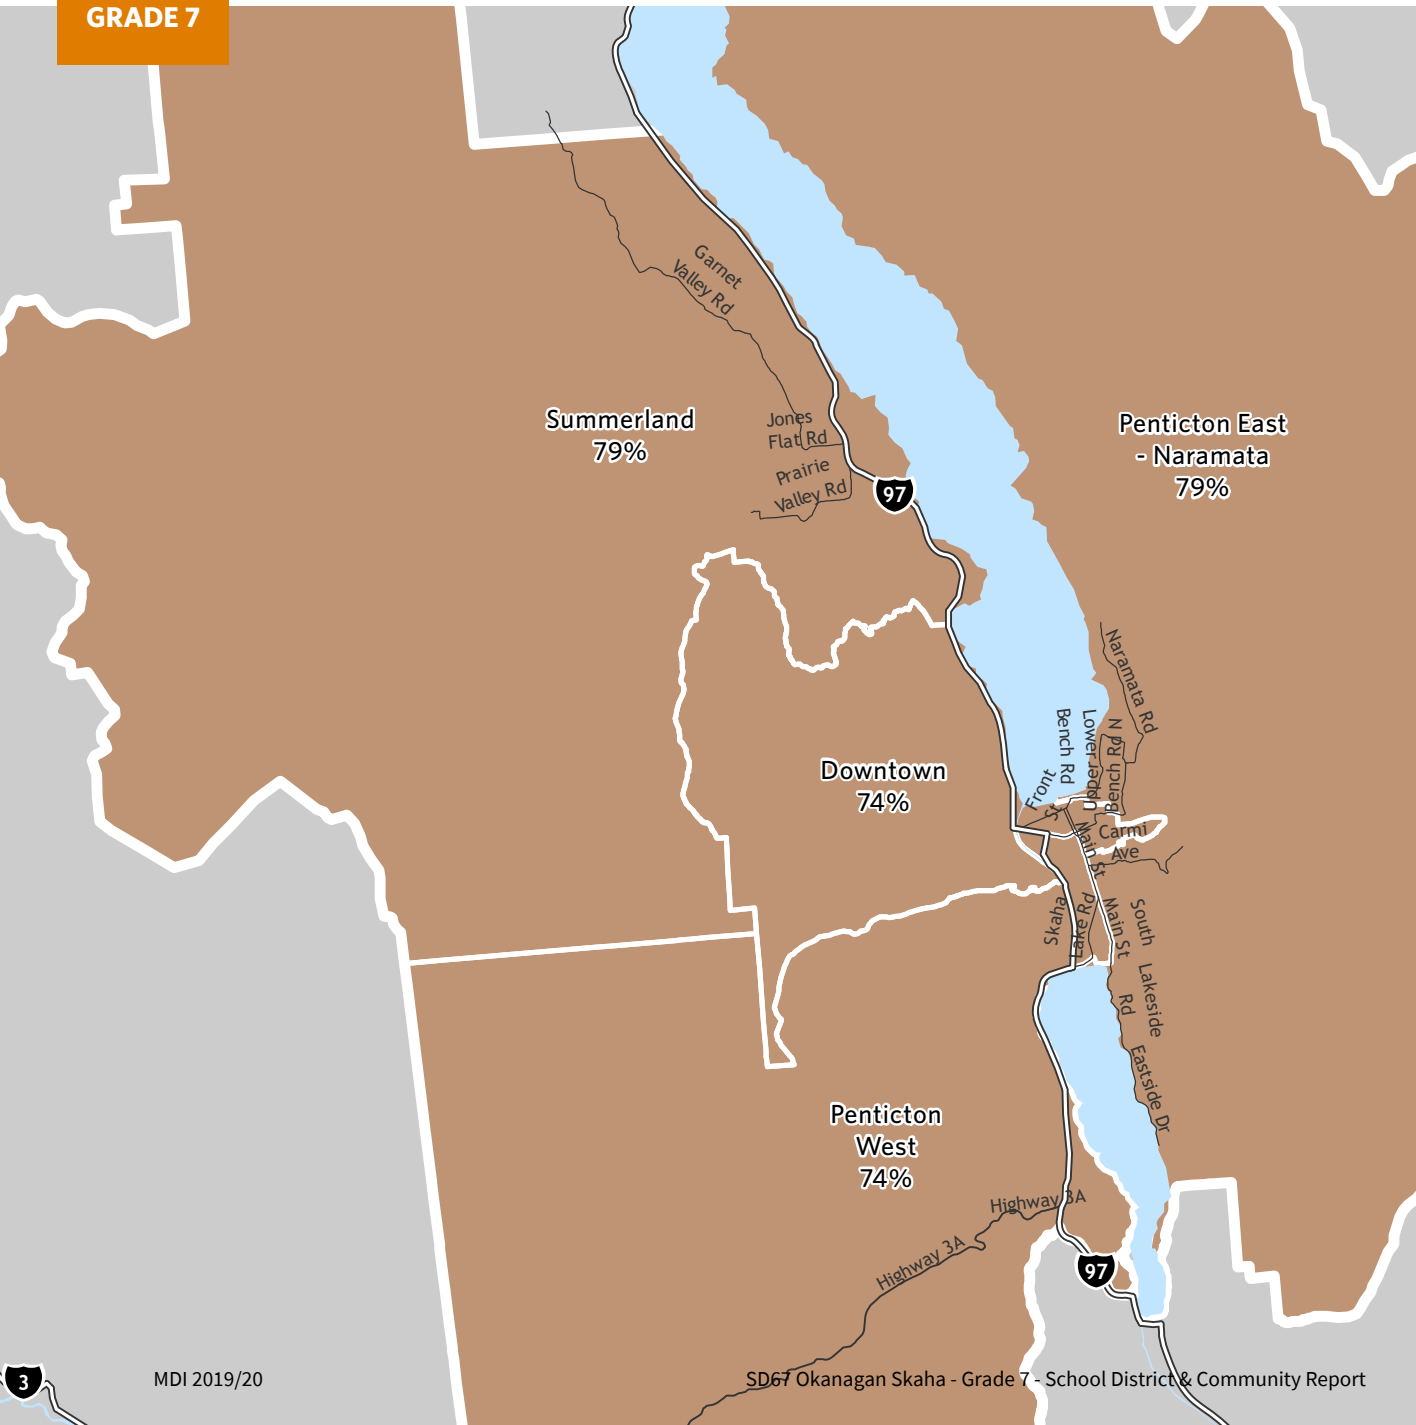 GRADE 7
Garnet
Valley Rd
Summerland
79%
Jones
Flat Rd
Prairie
Valley Rd
97
Penticton East
- Naramata
79%
Naramata Rd
Lower
Bench Rd
Upper
Bench Rd N
Front
St
Downtown
74%
Main St
Carmi
Ave
Skaha
Lake Rd
South
Main St
Lakeside
Rd
Eastside Dr
Penticton
West
74%
Highway 3A
Highway 3A
97
3
MDI 2019/20
SD67 Okanagan Skaha - Grade 7 - School District & Community Report